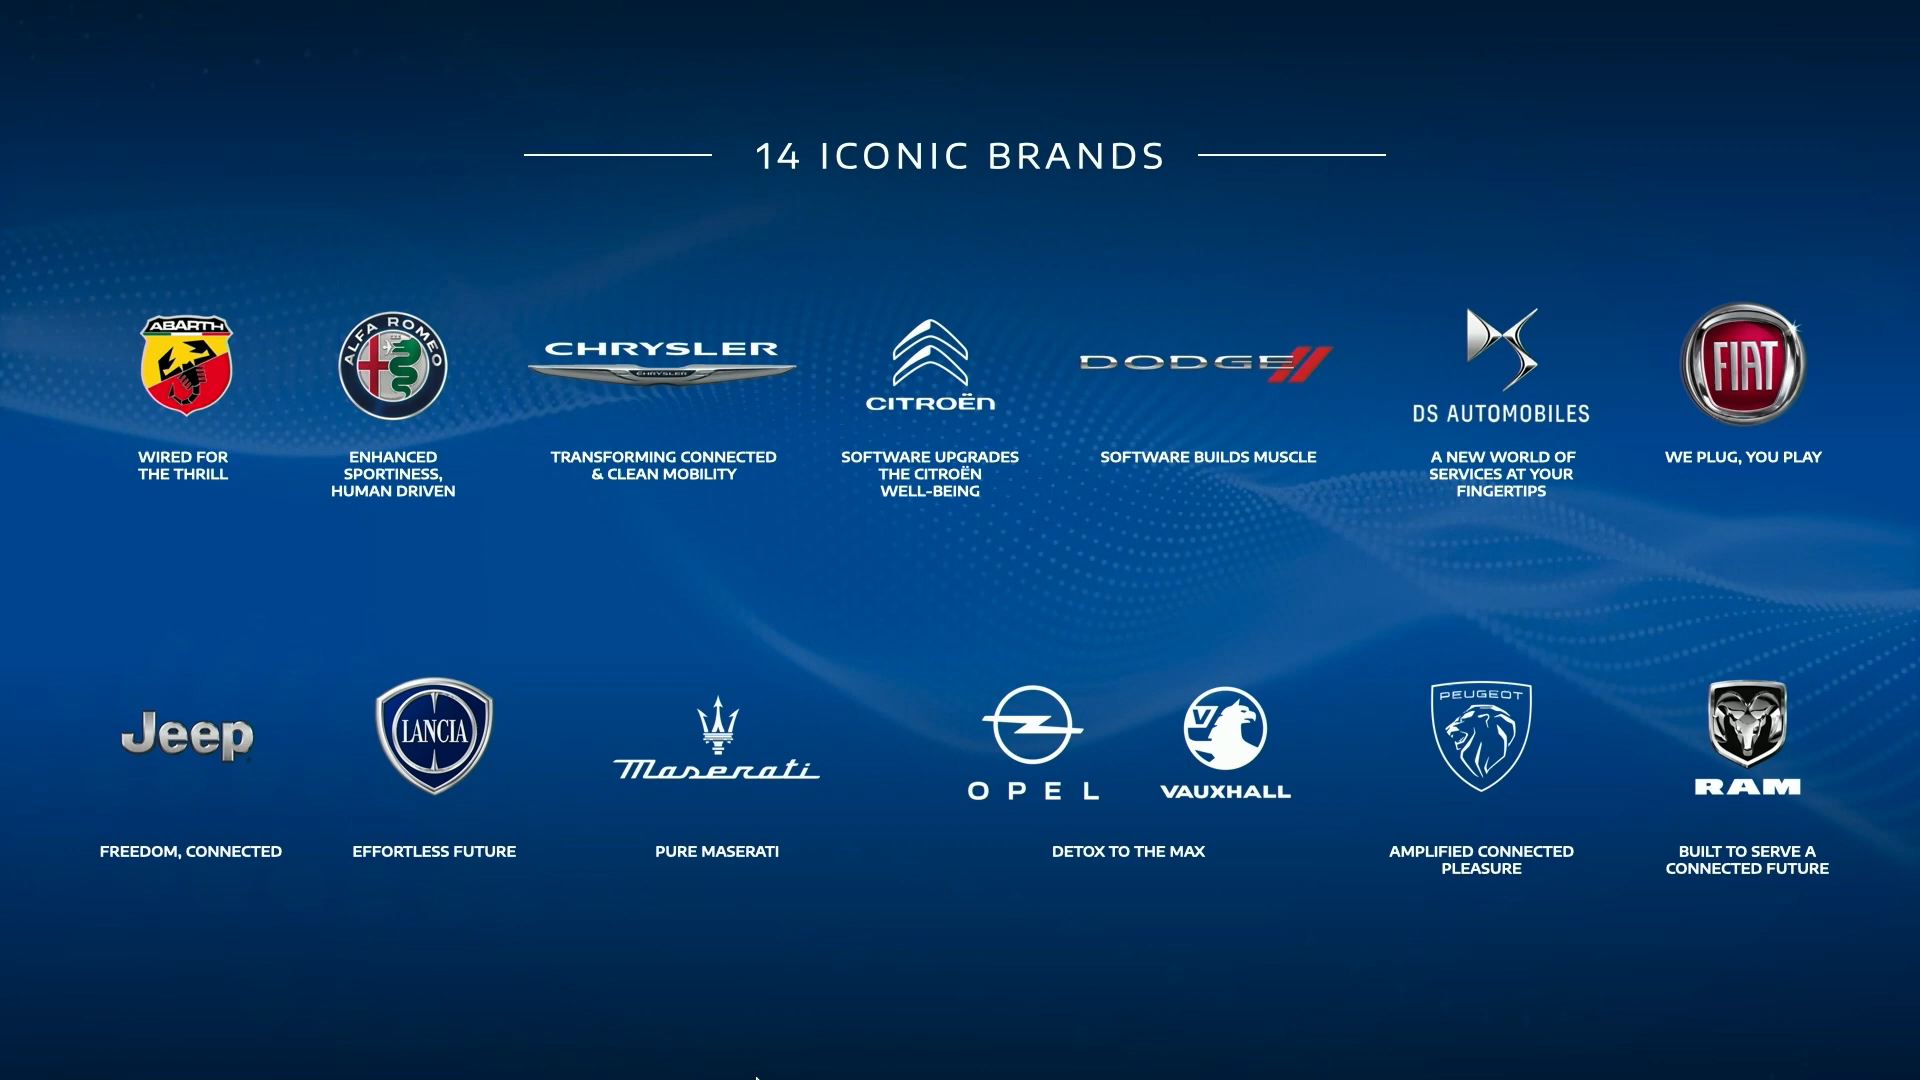 14 ICONIC BRANDS
ABARTH
ALFA ROMEO
CHRYSLER
CHRYSLER
CITROËN
DODGE
DS AUTOMOBILES
FIAT
WIRED FOR
THE THRILL
ENHANCED
SPORTINESS,
HUMAN DRIVEN
TRANSFORMING CONNECTED
& CLEAN MOBILITY
SOFTWARE UPGRADES
THE CITROËN
WELL-BEING
SOFTWARE BUILDS MUSCLE
A NEW WORLD OF
SERVICES AT YOUR
FINGERTIPS
WE PLUG, YOU PLAY
Jeep
LANCIA
Maserati
OPEL
V
VAUXHALL
PEUGEOT
RAM
FREEDOM, CONNECTED
EFFORTLESS FUTURE
PURE MASERATI
DETOX TO THE MAX
AMPLIFIED CONNECTED
PLEASURE
BUILT TO SERVE A
CONNECTED FUTURE